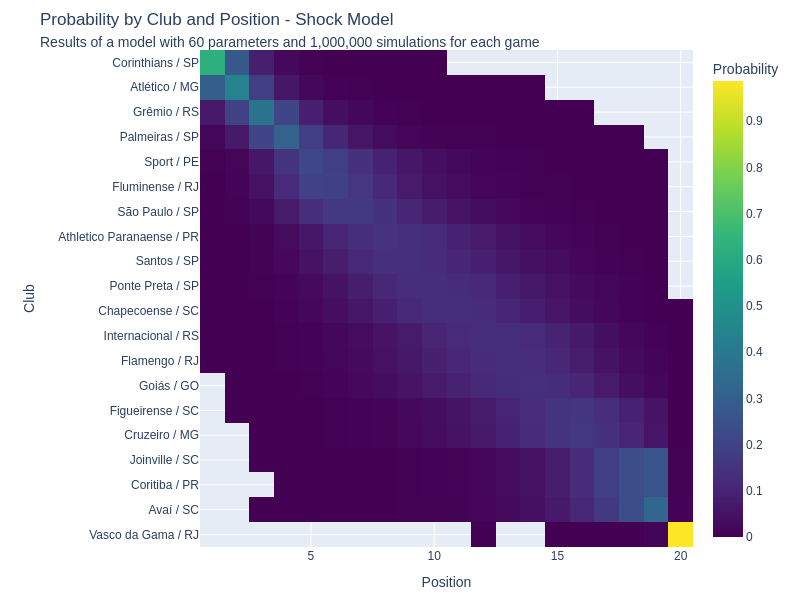 Probability by Club and Position - Shock Model
Results of a model with 60 parameters and 1,000,000 simulations for each game
Probability
Club
Corinthians / SP
Atlético / MG
Grêmio / RS
Palmeiras / SP
Sport / PE
Fluminense / RJ
São Paulo / SP
Athletico Paranaense / PR
Santos / SP
Ponte Preta / SP
Chapecoense / SC
Internacional / RS
Flamengo / RJ
Goiás / GO
Figueirense / SC
Cruzeiro / MG
Joinville / SC
Coritiba / PR
Avaí / SC
Vasco da Gama / RJ
0.9
0.8
0.7
0.6
0.5
0.4
0.3
0.2
0.1
0
5 10 15 20
Position